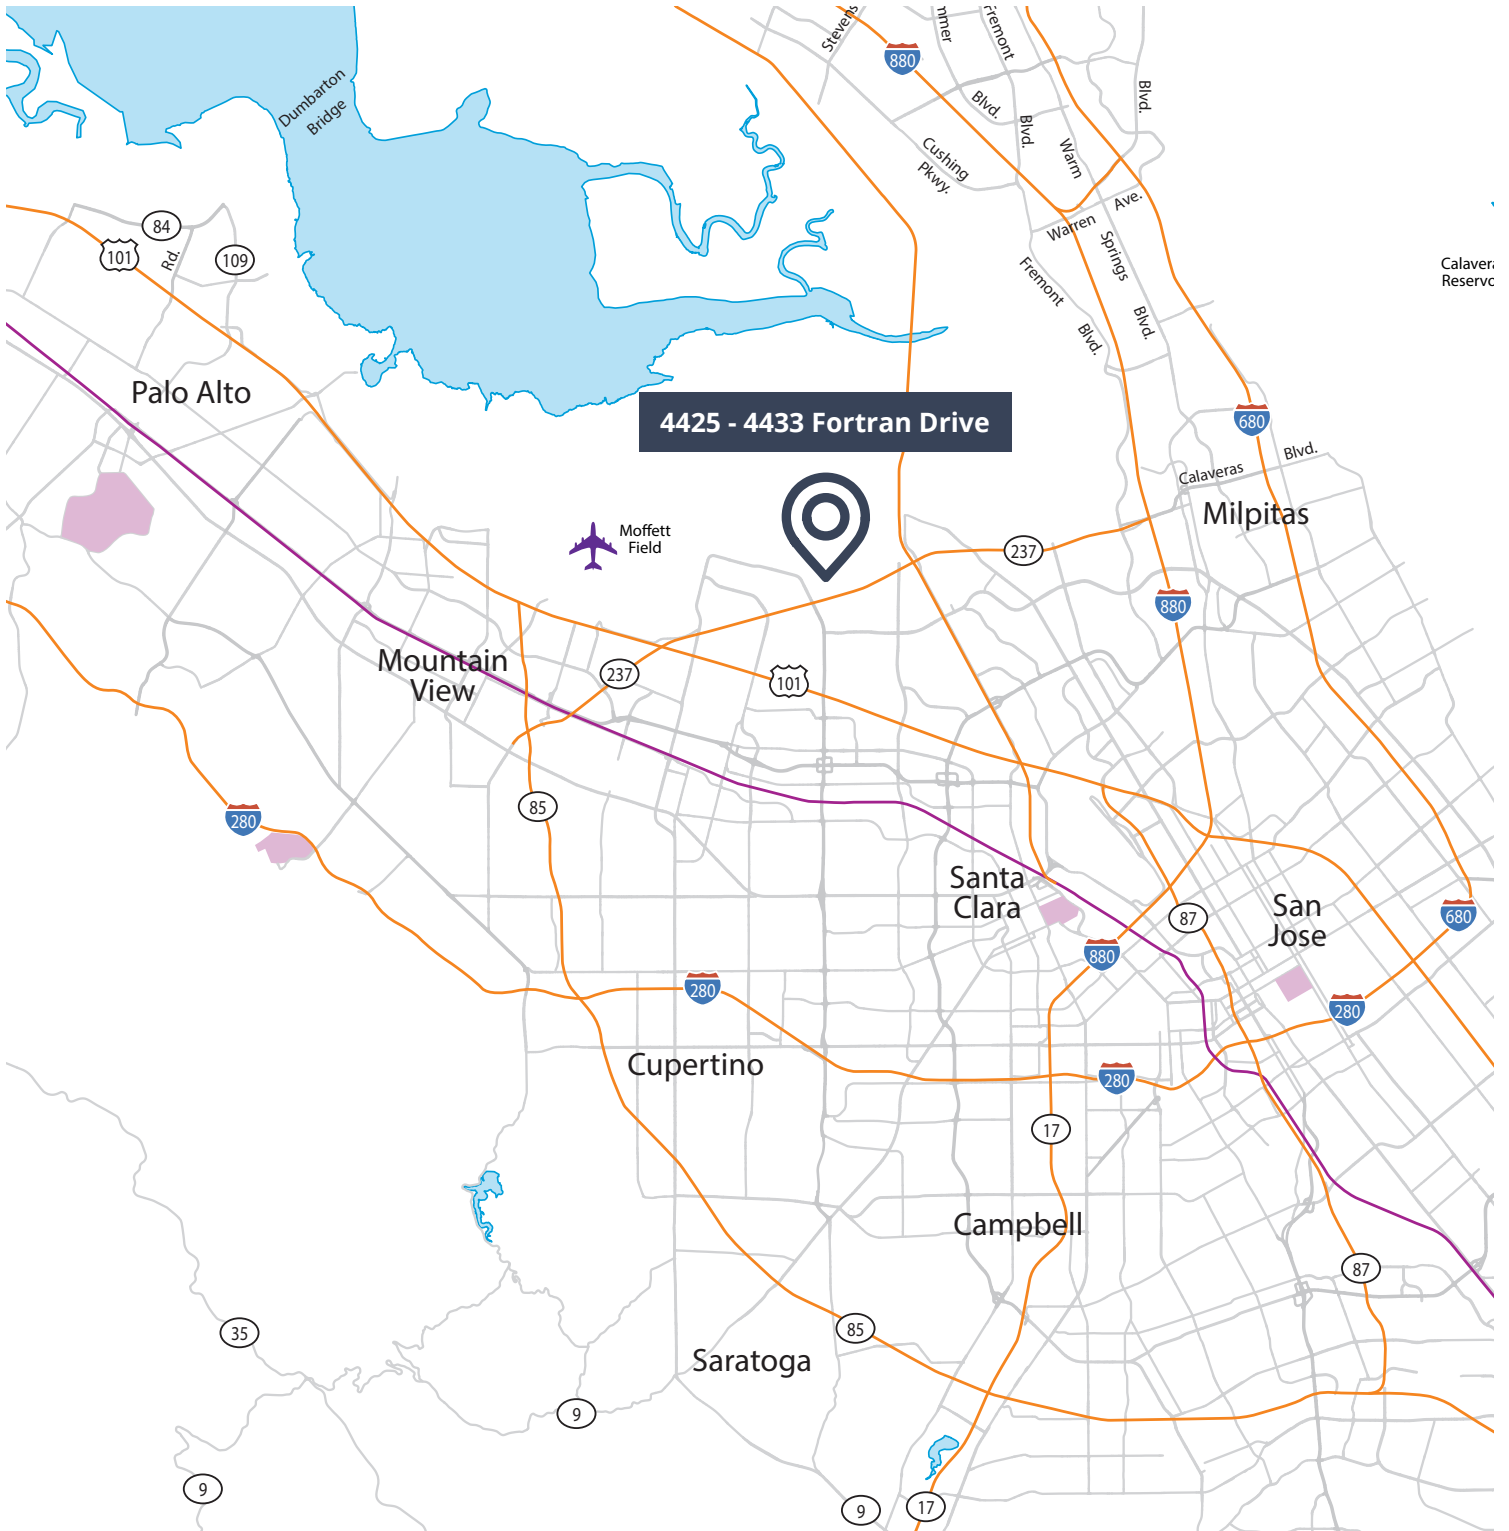 Stevens
mmer
Fremont
880
Blvd.
Blvd.
Blvd.
Dumbarton
Bridge
Cushing
Pkwy.
Warm
Ave.
Warren
Springs
84
101
Rd.
109
Fremont
Blvd.
Blvd.
Calavera
Reservo
Palo Alto
4425 - 4433 Fortran Drive
680
Calaveras
Blvd.
Milpitas
Moffett
Field
237
880
Mountain
View
237
101
85
280
Santa
Clara
87
San
Jose
680
880
280
280
Cupertino
280
17
Campbell
87
35
85
Saratoga
9
9
9
17